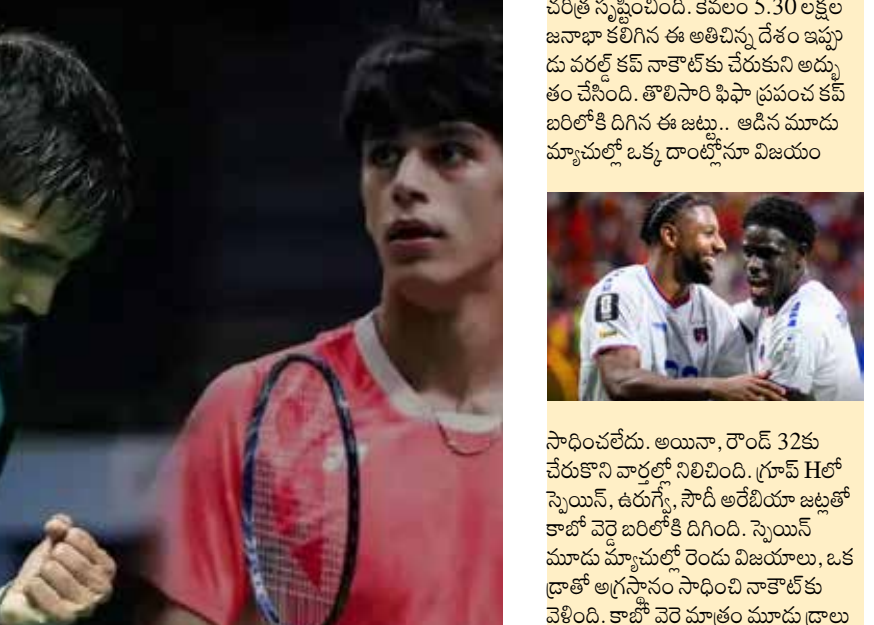 చరిత్ర సృష్టించింది. కేవలం 5.30 లక్షల
జనాభా కలిగిన ఈ అతిచిన్న దేశం ఇప్పు
డు వరల్డ్ కప్ నాకౌట్‌కు చేరుకుని అద్భు
తం చేసింది. తొలిసారి ఫిఫా ప్రపంచ కప్
బరిలోకి దిగిన ఈ జట్టు.. ఆడిన మూడు
మ్యాచుల్లో ఒక్క దాంట్లోనూ విజయం
సాధించలేదు. అయినా, రౌండ్ 32కు
చేరుకొని వార్తల్లో నిలిచింది. గ్రూప్ Hలో
స్పెయిన్, ఉరుగ్వే, సౌదీ అరేబియా జట్లతో
కాబో వెర్డె బరిలోకి దిగింది. స్పెయిన్
మూడు మ్యాచుల్లో రెండు విజయాలు, ఒక
డ్రాతో అగ్రస్థానం సాధించి నాకౌట్‌కు
వెళ్లింది. కాబో వెర్డె మాత్రం మూడు డ్రాలు